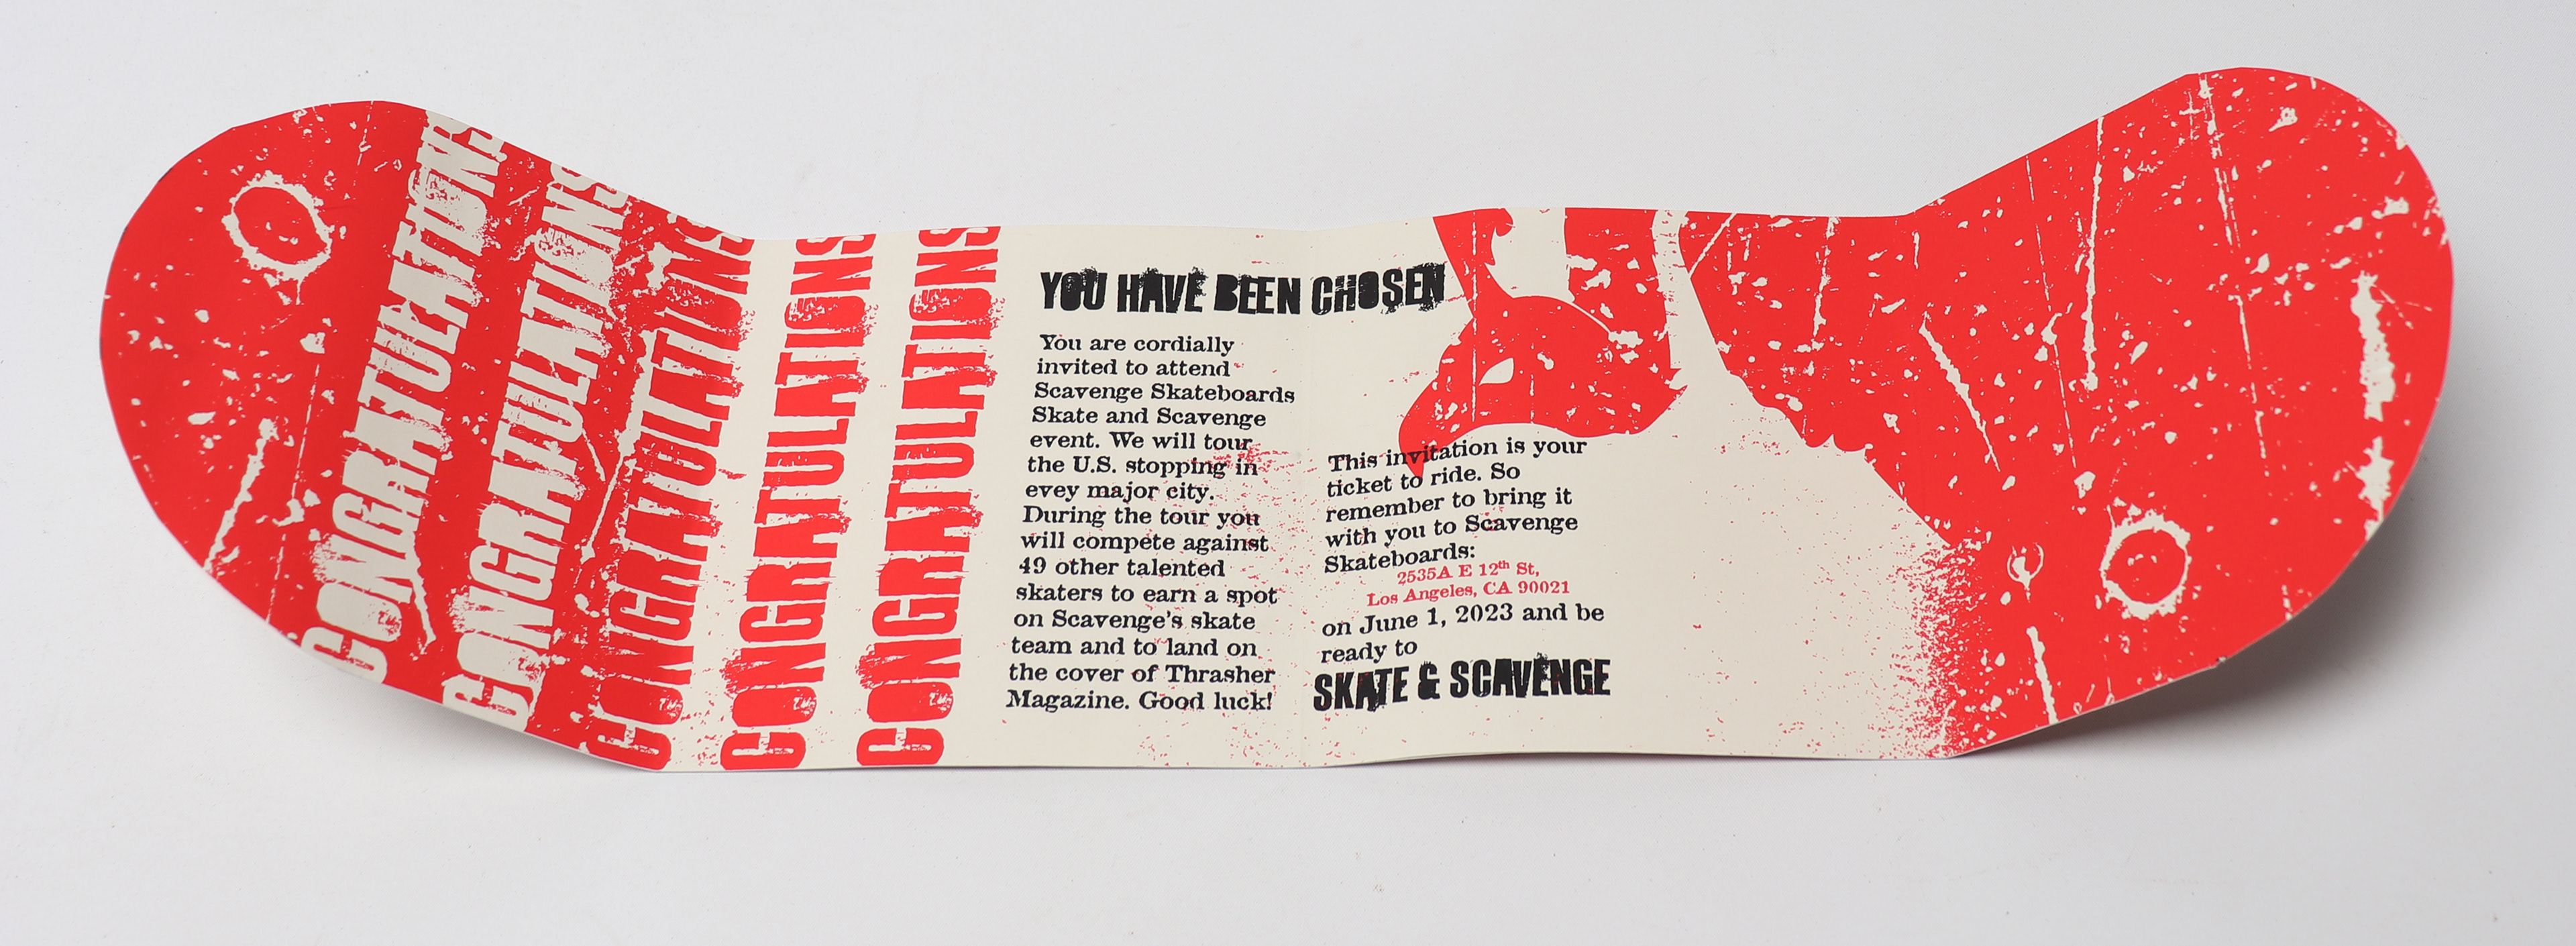 CONGRATULATIONS
CONGRATULATIONS
CONGRATULATIONS
CONGRATULATIONS
CONGRATULATIONS
YOU HAVE BEEN CHOSEN
You are cordially
invited to attend
Scavenge Skateboards
Skate and Scavenge
event. We will tour
the U.S. stopping in
evey major city.
During the tour you
will compete against
49 other talented
skaters to earn a spot
on Scavenge's skate
team and to land on
the cover of Thrasher
Magazine. Good luck!
This invitation is your
ticket to ride. So
remember to bring it
with you to Scavenge
Skateboards:
2535A E 12th St,
Los Angeles, CA 90021
on June 1, 2023 and be
ready to
SKATE & SCAVENGE